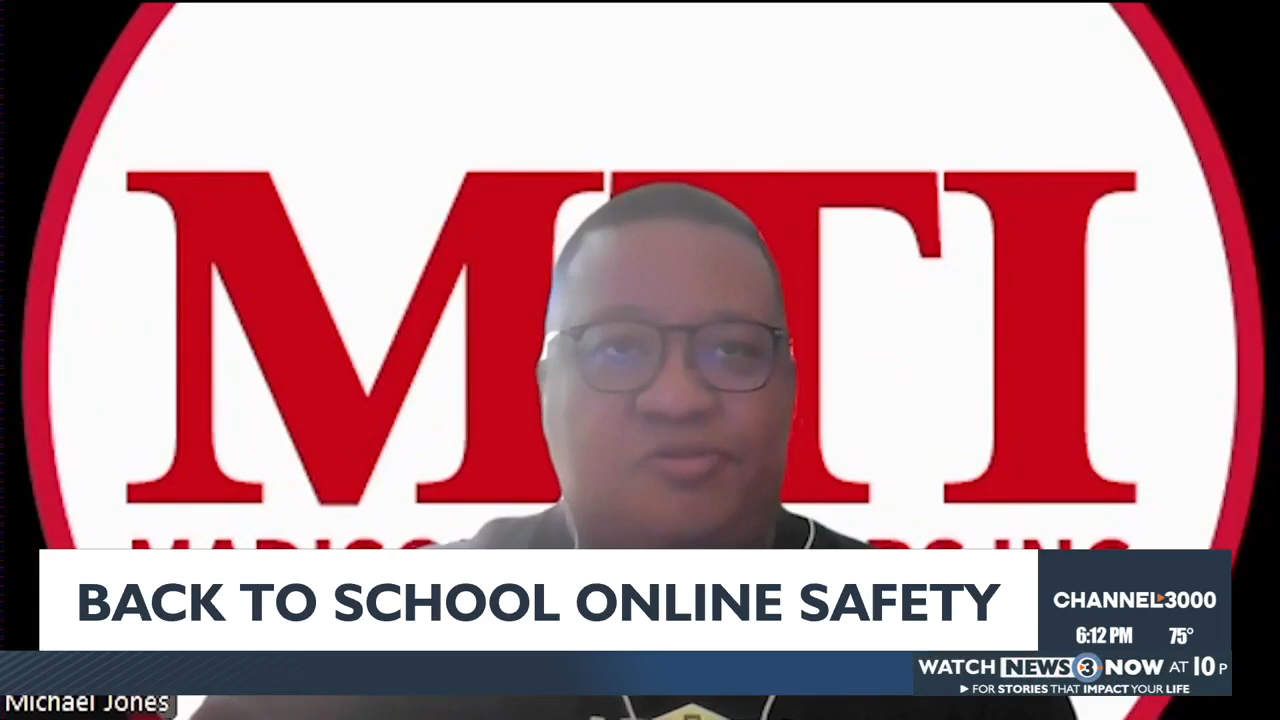 MTI
BACK TO SCHOOL ONLINE SAFETY
CHANNEL3000
6:12 PM 75°
WATCH NEWS 3 NOW AT 10P
FOR STORIES THAT IMPACT YOUR LIFE
Michael Jones